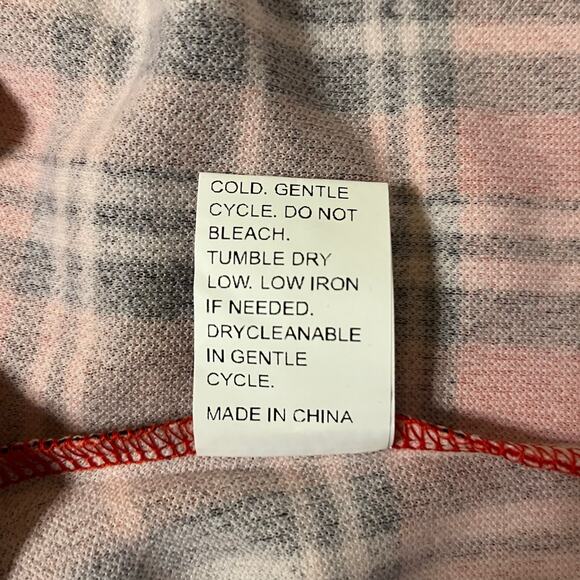 COLD. GENTLE
CYCLE. DO NOT
BLEACH.
TUMBLE DRY
LOW. LOW IRON
IF NEEDED.
DRYCLEANABLE
IN GENTLE
CYCLE.
MADE IN CHINA